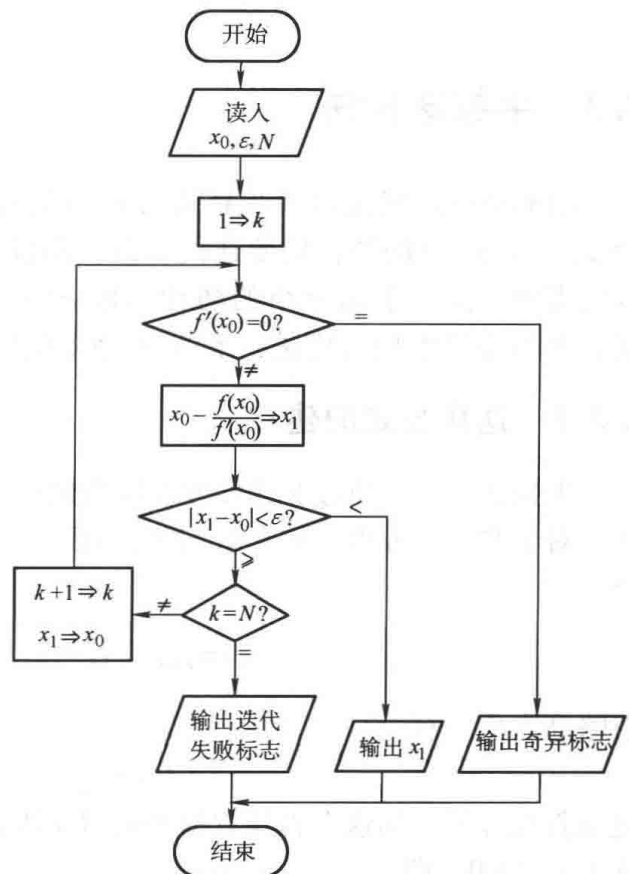 开始
读入
x₀, ε, N
1⇒k
f′(x₀)=0?
=
≠
x₀ − f(x₀)/f′(x₀) ⇒ x₁
|x₁−x₀|<ε?
<
⩾
k+1⇒k
x₁⇒x₀
≠
k=N?
=
输出迭代
失败标志
输出 x₁
输出奇异标志
结束